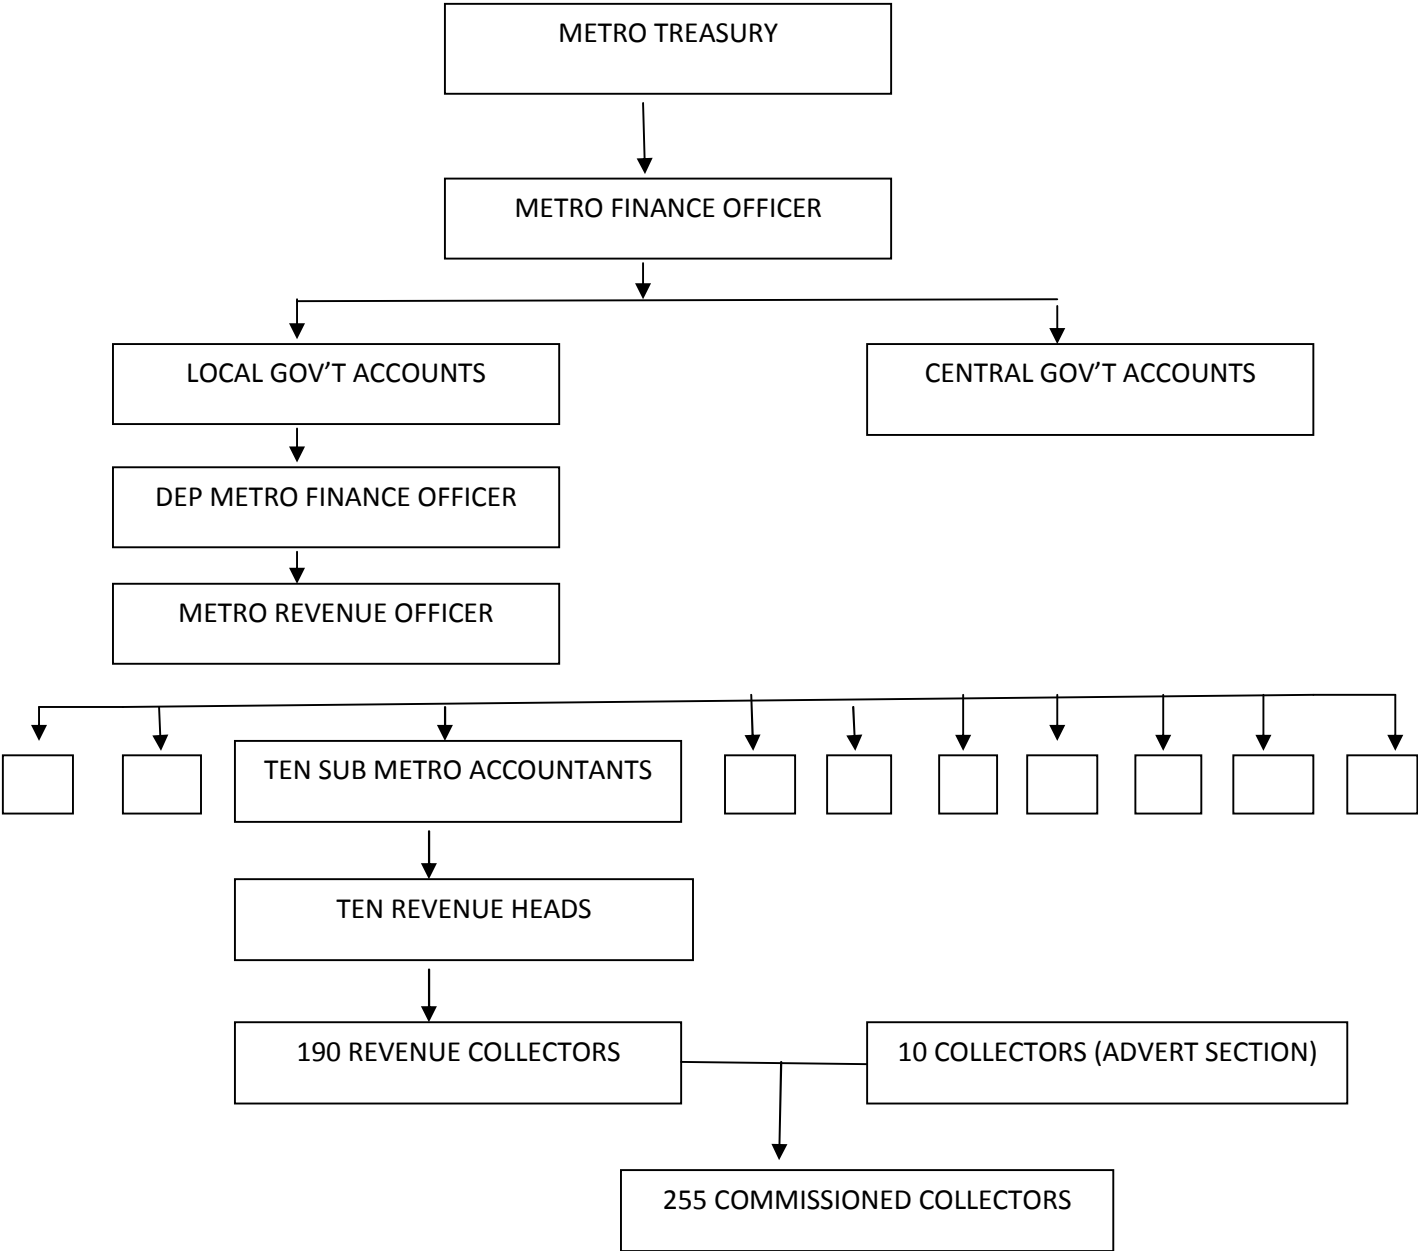 METRO TREASURY
METRO FINANCE OFFICER
LOCAL GOV’T ACCOUNTS
CENTRAL GOV’T ACCOUNTS
DEP METRO FINANCE OFFICER
METRO REVENUE OFFICER
TEN SUB METRO ACCOUNTANTS
TEN REVENUE HEADS
190 REVENUE COLLECTORS
10 COLLECTORS (ADVERT SECTION)
255 COMMISSIONED COLLECTORS